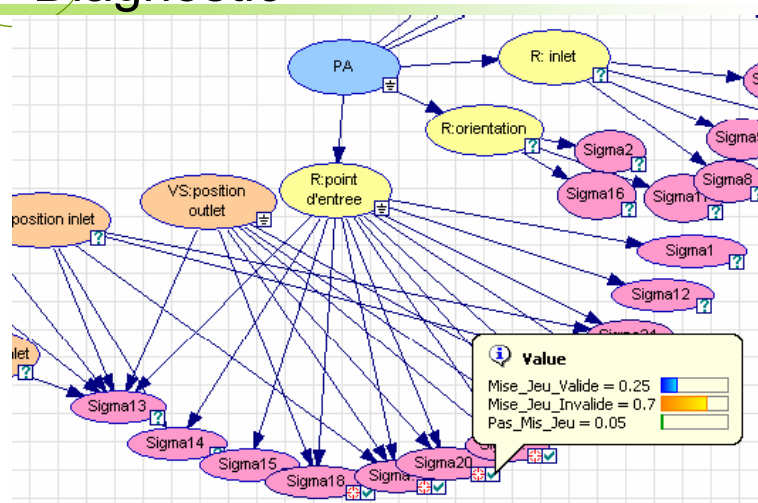 Diagnostic
PA
R: inlet
R:orientation
Sigma2
Sigma16
Sigma8
R:point
d'entree
VS:position
outlet
position inlet
Sigma1
Sigma12
Sigma13
Sigma14
Sigma15
Sigma18
Sigma20
Value
Mise_Jeu_Valide = 0.25
Mise_Jeu_Invalide = 0.7
Pas_Mis_Jeu = 0.05